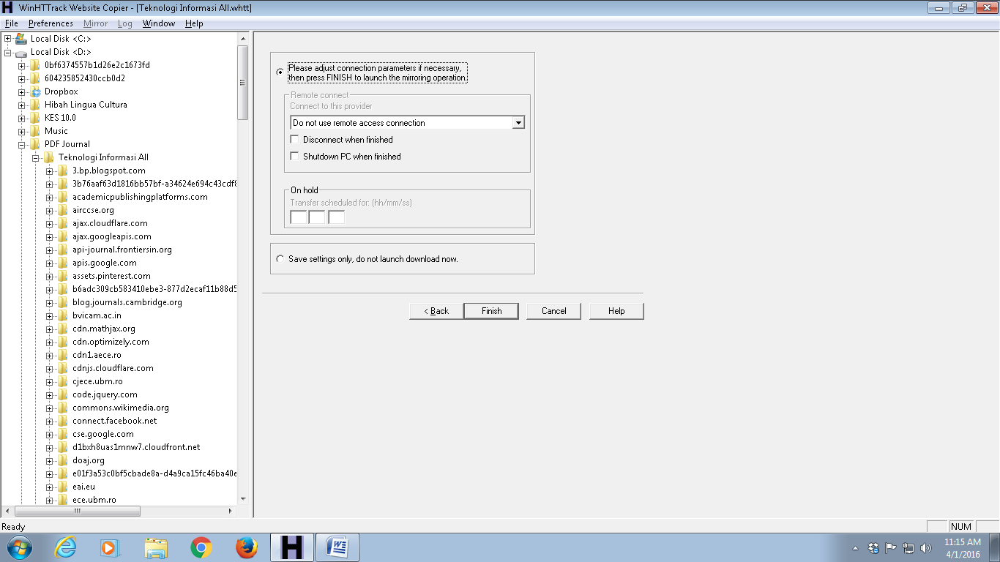 WinHTTrack Website Copier - [Teknologi Informasi All.whtt]
File Preferences Mirror Log Window Help
Local Disk <C:>
Local Disk <D:>
0bf6374557b1d26e2c1673fd
604235852430ccb0d2
Dropbox
Hibah Lingua Cultura
KES 10.0
Music
PDF Journal
Teknologi Informasi All
3.bp.blogspot.com
3b76aaf63d1816bb57bf-a34624e694c43cdf8
academicpublishingplatforms.com
airccse.org
ajax.cloudflare.com
ajax.googleapis.com
api-journal.frontiersin.org
apis.google.com
assets.pinterest.com
b6adc309cb583410ebe3-877d2ecaf11b88d5
blog.journals.cambridge.org
bvicam.ac.in
cdn.mathjax.org
cdn.optimizely.com
cdn1.aece.ro
cdnjs.cloudflare.com
cjece.ubm.ro
code.jquery.com
commons.wikimedia.org
connect.facebook.net
cse.google.com
d1bxh8uas1mnw7.cloudfront.net
doaj.org
e01f3a53c0bf5cbade8a-d4a9ca15fc46ba40e
eai.eu
ece.ubm.ro
Please adjust connection parameters if necessary,
then press FINISH to launch the mirroring operation.
Remote connect
Connect to this provider
Do not use remote access connection
Disconnect when finished
Shutdown PC when finished
On hold
Transfer scheduled for: (hh/mm/ss)
Save settings only, do not launch download now.
< Back Finish Cancel Help
Ready
NUM
11:15 AM
4/1/2016